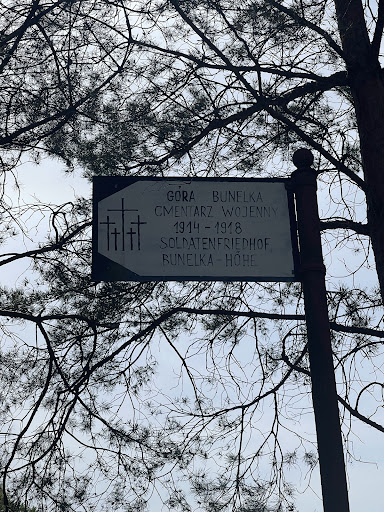 GÓRA BUNELKA
CMENTARZ WOJENNY
1914 - 1918
SOLDATENFRIEDHOF
BUNELKA - HÖHE